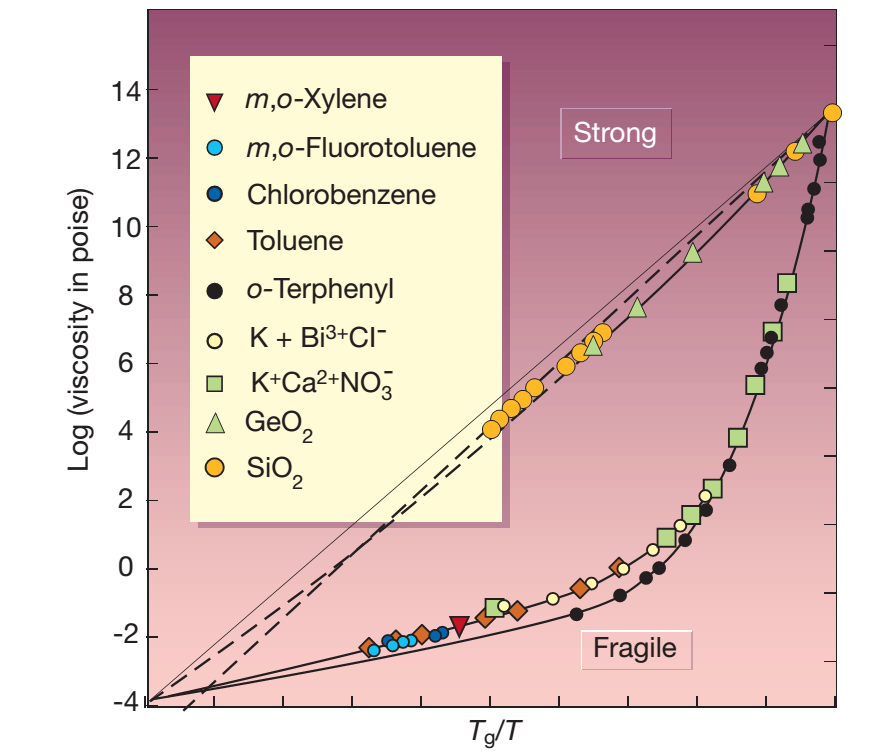 14
12
10
8
6
4
2
0
-2
-4
Log (viscosity in poise)
m,o-Xylene
m,o-Fluorotoluene
Chlorobenzene
Toluene
o-Terphenyl
K + Bi³⁺Cl⁻
K⁺Ca²⁺NO₃⁻
GeO₂
SiO₂
Strong
Fragile
Tg/T